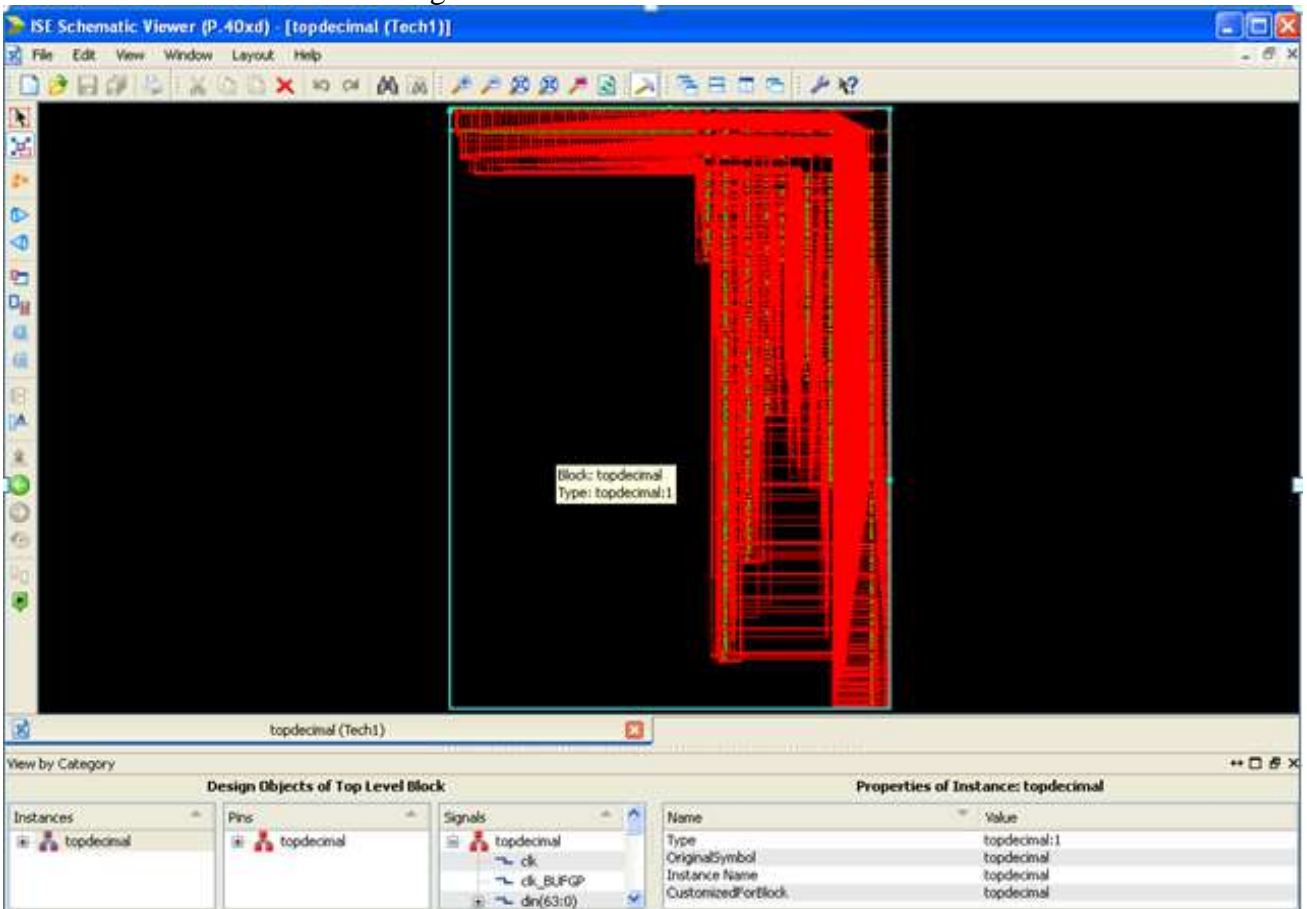 ISE Schematic Viewer (P.40xd) - [topdecimal (Tech1)]
File Edit View Window Layout Help
Block: topdecimal
Type: topdecimal:1
topdecimal (Tech1)
View by Category
Design Objects of Top Level Block
Properties of Instance: topdecimal
Instances Pins Signals Name Value
topdecimal topdecimal topdecimal Type topdecimal:1
clk OriginalSymbol topdecimal
clk_BUFGP Instance Name topdecimal
din(63:0) CustomizedForBlock topdecimal